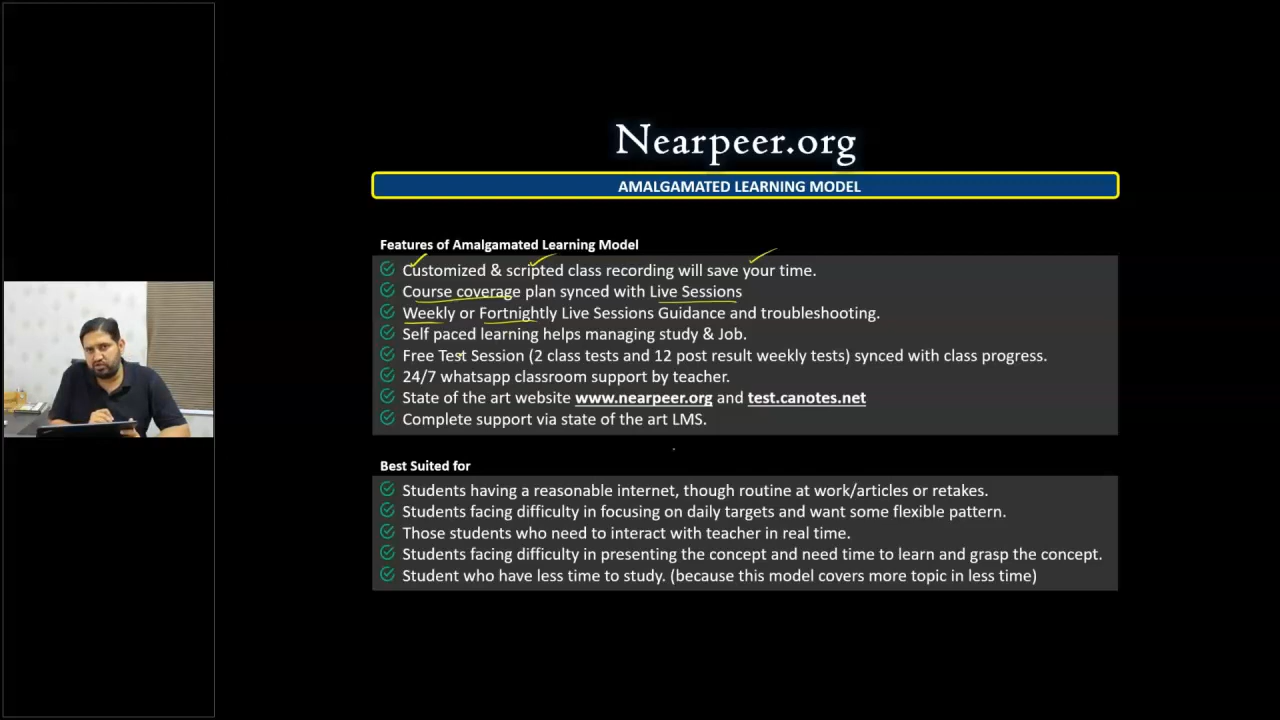 Nearpeer.org
AMALGAMATED LEARNING MODEL
Features of Amalgamated Learning Model
Customized & scripted class recording will save your time.
Course coverage plan synced with Live Sessions
Weekly or Fortnightly Live Sessions Guidance and troubleshooting.
Self paced learning helps managing study & Job.
Free Test Session (2 class tests and 12 post result weekly tests) synced with class progress.
24/7 whatsapp classroom support by teacher.
State of the art website www.nearpeer.org and test.canotes.net
Complete support via state of the art LMS.
Best Suited for
Students having a reasonable internet, though routine at work/articles or retakes.
Students facing difficulty in focusing on daily targets and want some flexible pattern.
Those students who need to interact with teacher in real time.
Students facing difficulty in presenting the concept and need time to learn and grasp the concept.
Student who have less time to study. (because this model covers more topic in less time)